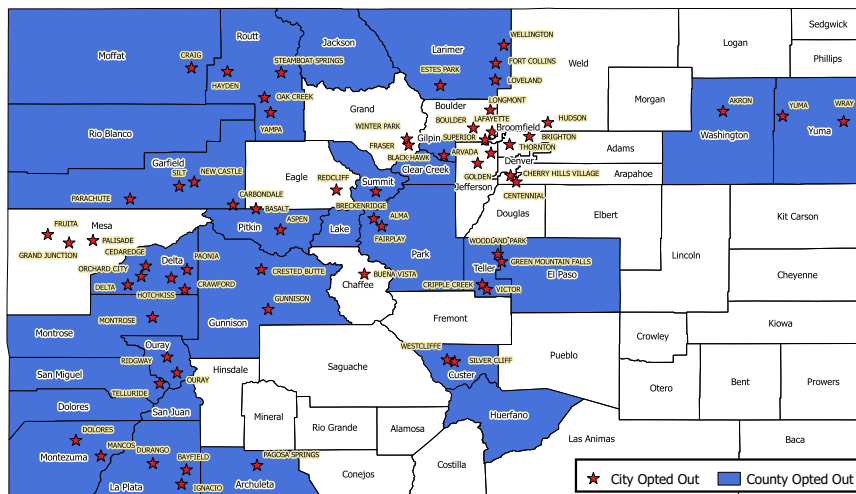 Moffat
Routt
Jackson
Larimer
Weld
Logan
Sedgwick
Phillips
CRAIG
HAYDEN
STEAMBOAT SPRINGS
WELLINGTON
FORT COLLINS
LOVELAND
ESTES PARK
OAK CREEK
YAMPA
Grand
Boulder
LONGMONT
Morgan
Washington
AKRON
YUMA
WRAY
Yuma
Rio Blanco
WINTER PARK
FRASER
BOULDER
LAFAYETTE
SUPERIOR
Broomfield
HUDSON
BRIGHTON
THORNTON
Gilpin
BLACK HAWK
ARVADA
Adams
Denver
Garfield
SILT
NEW CASTLE
PARACHUTE
CARBONDALE
BASALT
Eagle
REDCLIFF
Summit
BRECKENRIDGE
Clear Creek
GOLDEN
Jefferson
CHERRY HILLS VILLAGE
CENTENNIAL
Arapahoe
Douglas
Elbert
Kit Carson
Mesa
FRUITA
PALISADE
GRAND JUNCTION
Pitkin
ASPEN
Lake
ALMA
FAIRPLAY
Park
Lincoln
Cheyenne
CEDAREDGE
Delta
PAONIA
ORCHARD CITY
DELTA
HOTCHKISS
CRAWFORD
CRESTED BUTTE
GUNNISON
Gunnison
Chaffee
BUENA VISTA
WOODLAND PARK
GREEN MOUNTAIN FALLS
Teller
El Paso
CRIPPLE CREEK
VICTOR
MONTROSE
Montrose
Fremont
Kiowa
Crowley
Ouray
RIDGWAY
OURAY
TELLURIDE
San Miguel
Hinsdale
Saguache
WESTCLIFFE
SILVER CLIFF
Custer
Pueblo
Otero
Bent
Prowers
Dolores
San Juan
Mineral
Rio Grande
Alamosa
Huerfano
Las Animas
Baca
DOLORES
MANCOS
Montezuma
DURANGO
BAYFIELD
IGNACIO
La Plata
PAGOSA SPRINGS
Archuleta
Conejos
Costilla
City Opted Out
County Opted Out